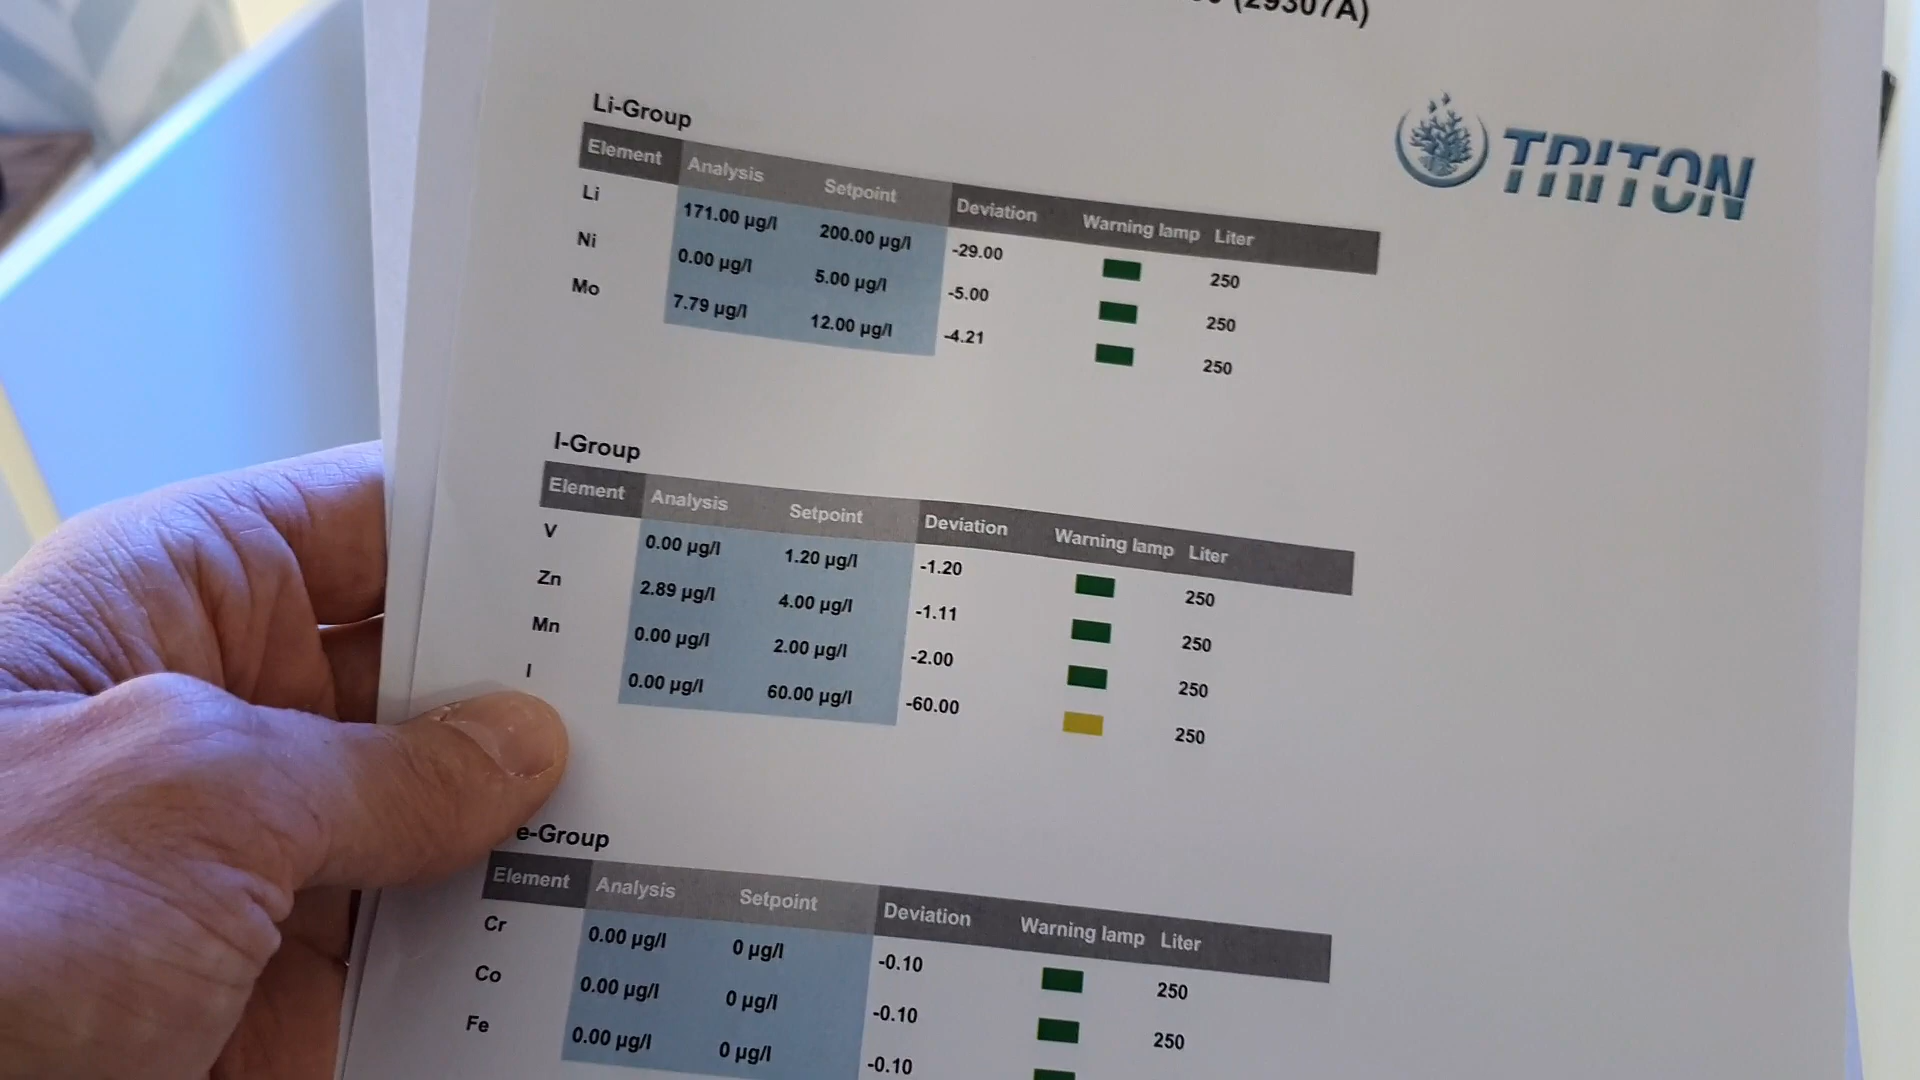 (29307A)
TRITON
Li-Group
Element Analysis Setpoint Deviation Warning lamp Liter
Li 171.00 µg/l 200.00 µg/l -29.00 250
Ni 0.00 µg/l 5.00 µg/l -5.00 250
Mo 7.79 µg/l 12.00 µg/l -4.21 250
I-Group
Element Analysis Setpoint Deviation Warning lamp Liter
V 0.00 µg/l 1.20 µg/l -1.20 250
Zn 2.89 µg/l 4.00 µg/l -1.11 250
Mn 0.00 µg/l 2.00 µg/l -2.00 250
I 0.00 µg/l 60.00 µg/l -60.00 250
e-Group
Element Analysis Setpoint Deviation Warning lamp Liter
Cr 0.00 µg/l 0 µg/l -0.10 250
Co 0.00 µg/l 0 µg/l -0.10 250
Fe 0.00 µg/l 0 µg/l -0.10